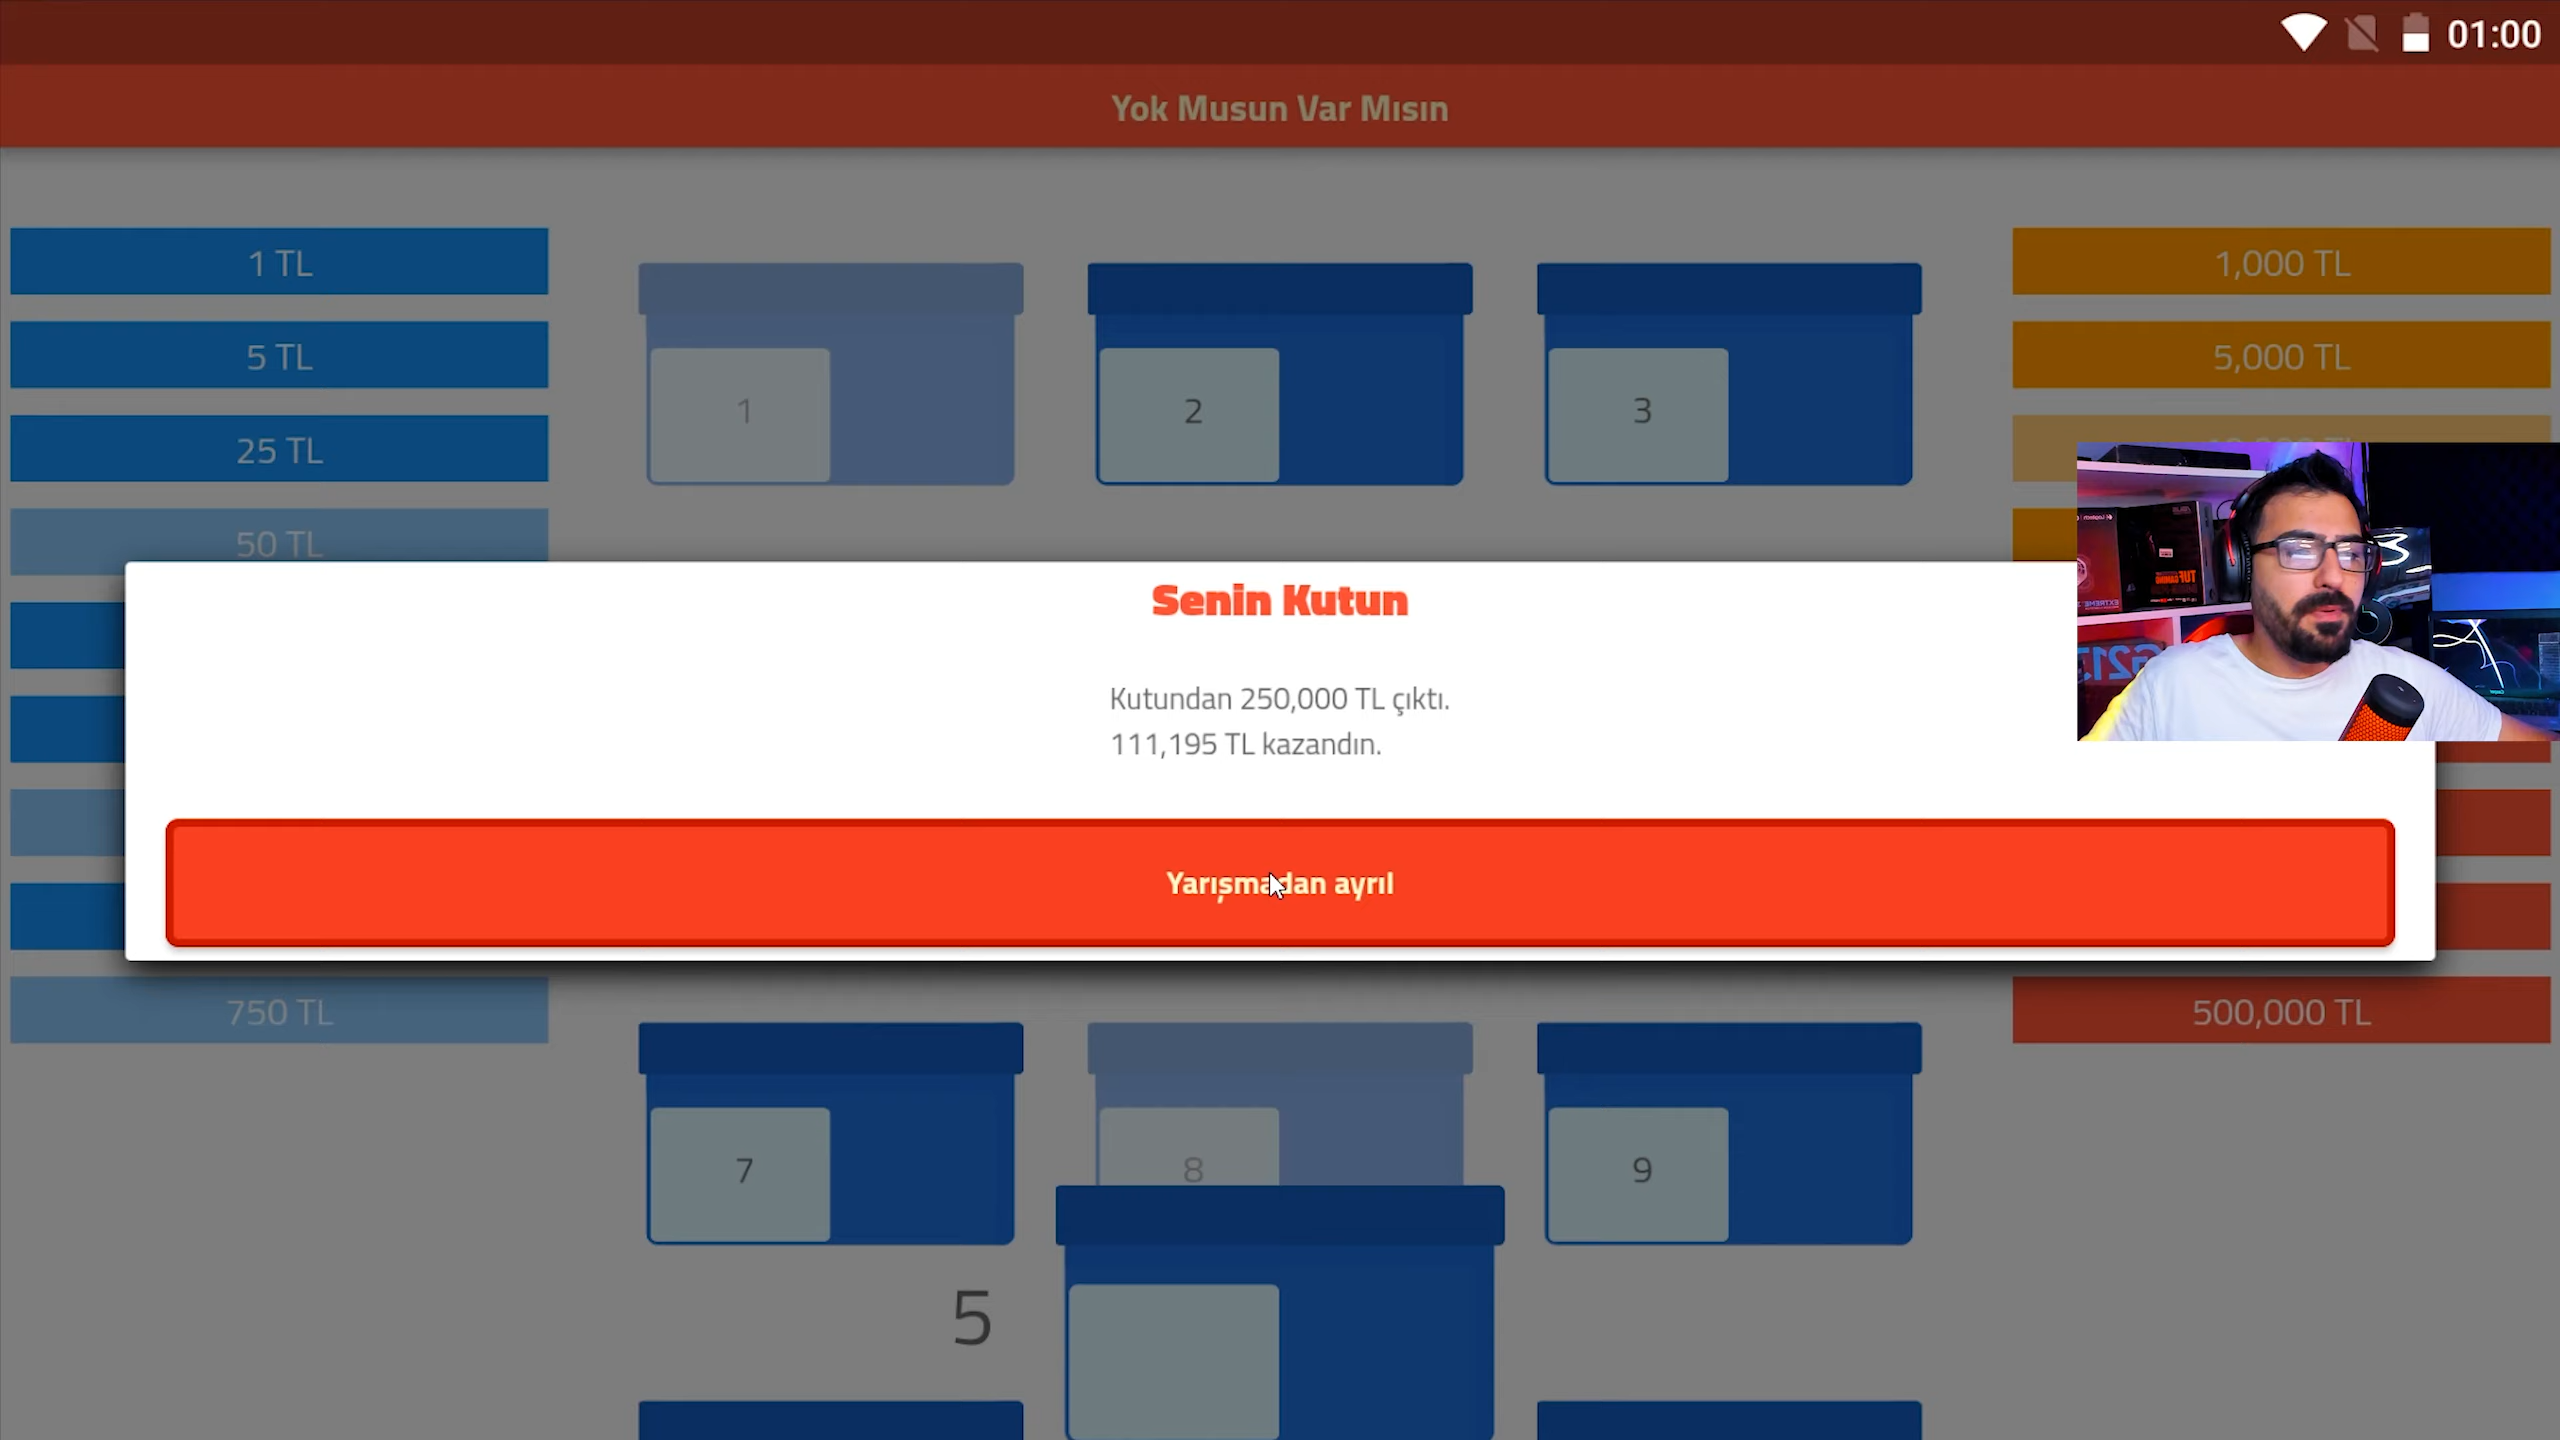 01:00
Yok Musun Var Mısın
1 TL
5 TL
25 TL
50 TL
750 TL
1
2
3
1,000 TL
5,000 TL
Senin Kutun
Kutundan 250,000 TL çıktı.
111,195 TL kazandın.
Yarışmadan ayrıl
500,000 TL
7
8
9
5